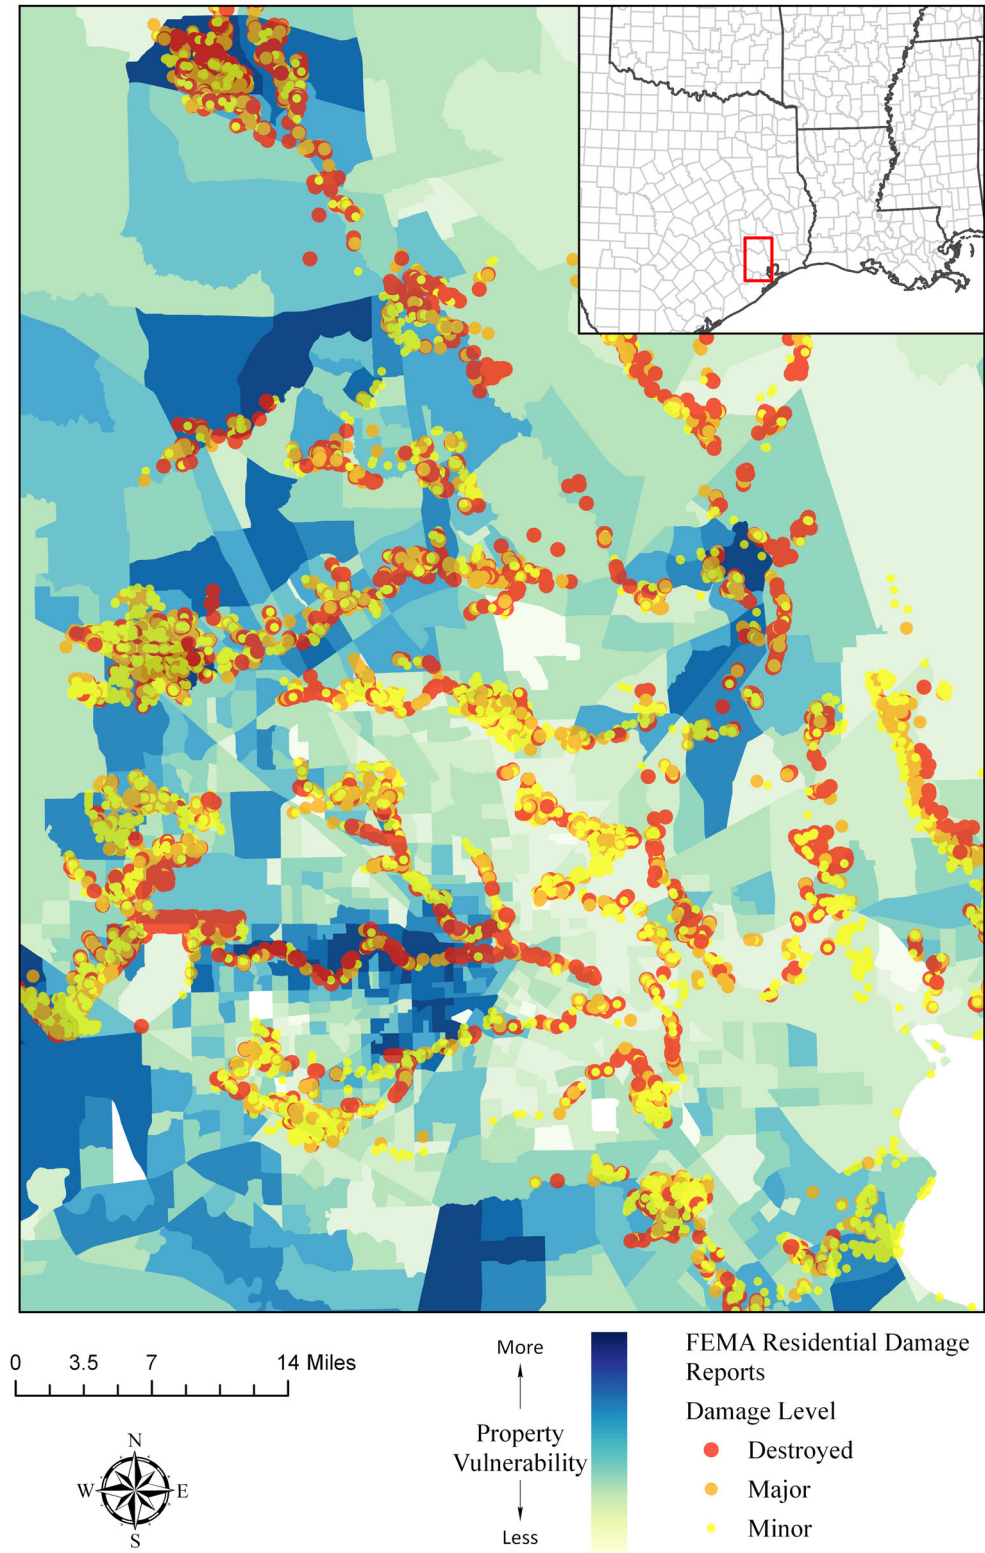 0 3.5 7 14 Miles
N
W E
S
More
Property
Vulnerability
Less
FEMA Residential Damage
Reports
Damage Level
Destroyed
Major
Minor